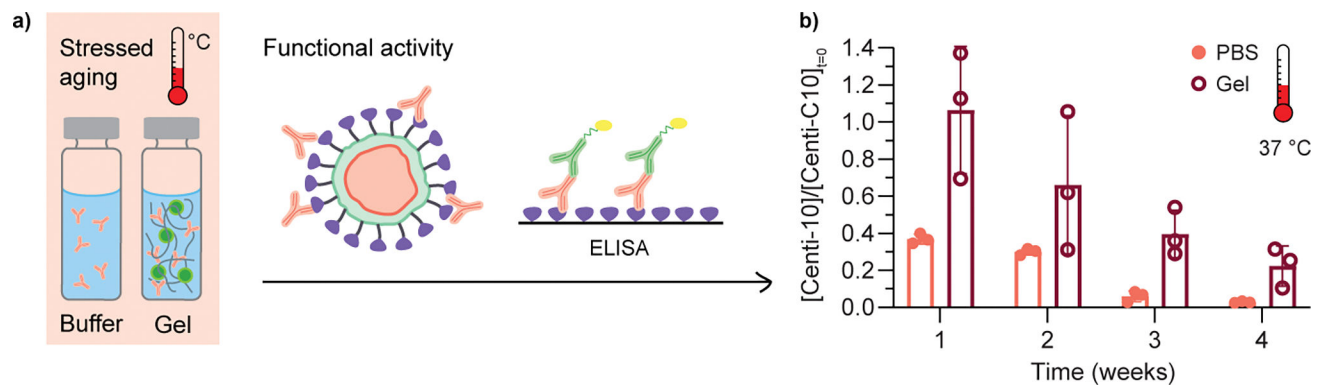 a)
Stressed
aging
°C
Buffer
Gel
Functional activity
ELISA
b)
[Centi-10]/[Centi-C10]t=0
1.4
1.2
1.0
0.8
0.6
0.4
0.2
0.0
1
2
3
4
Time (weeks)
PBS
Gel
37 °C